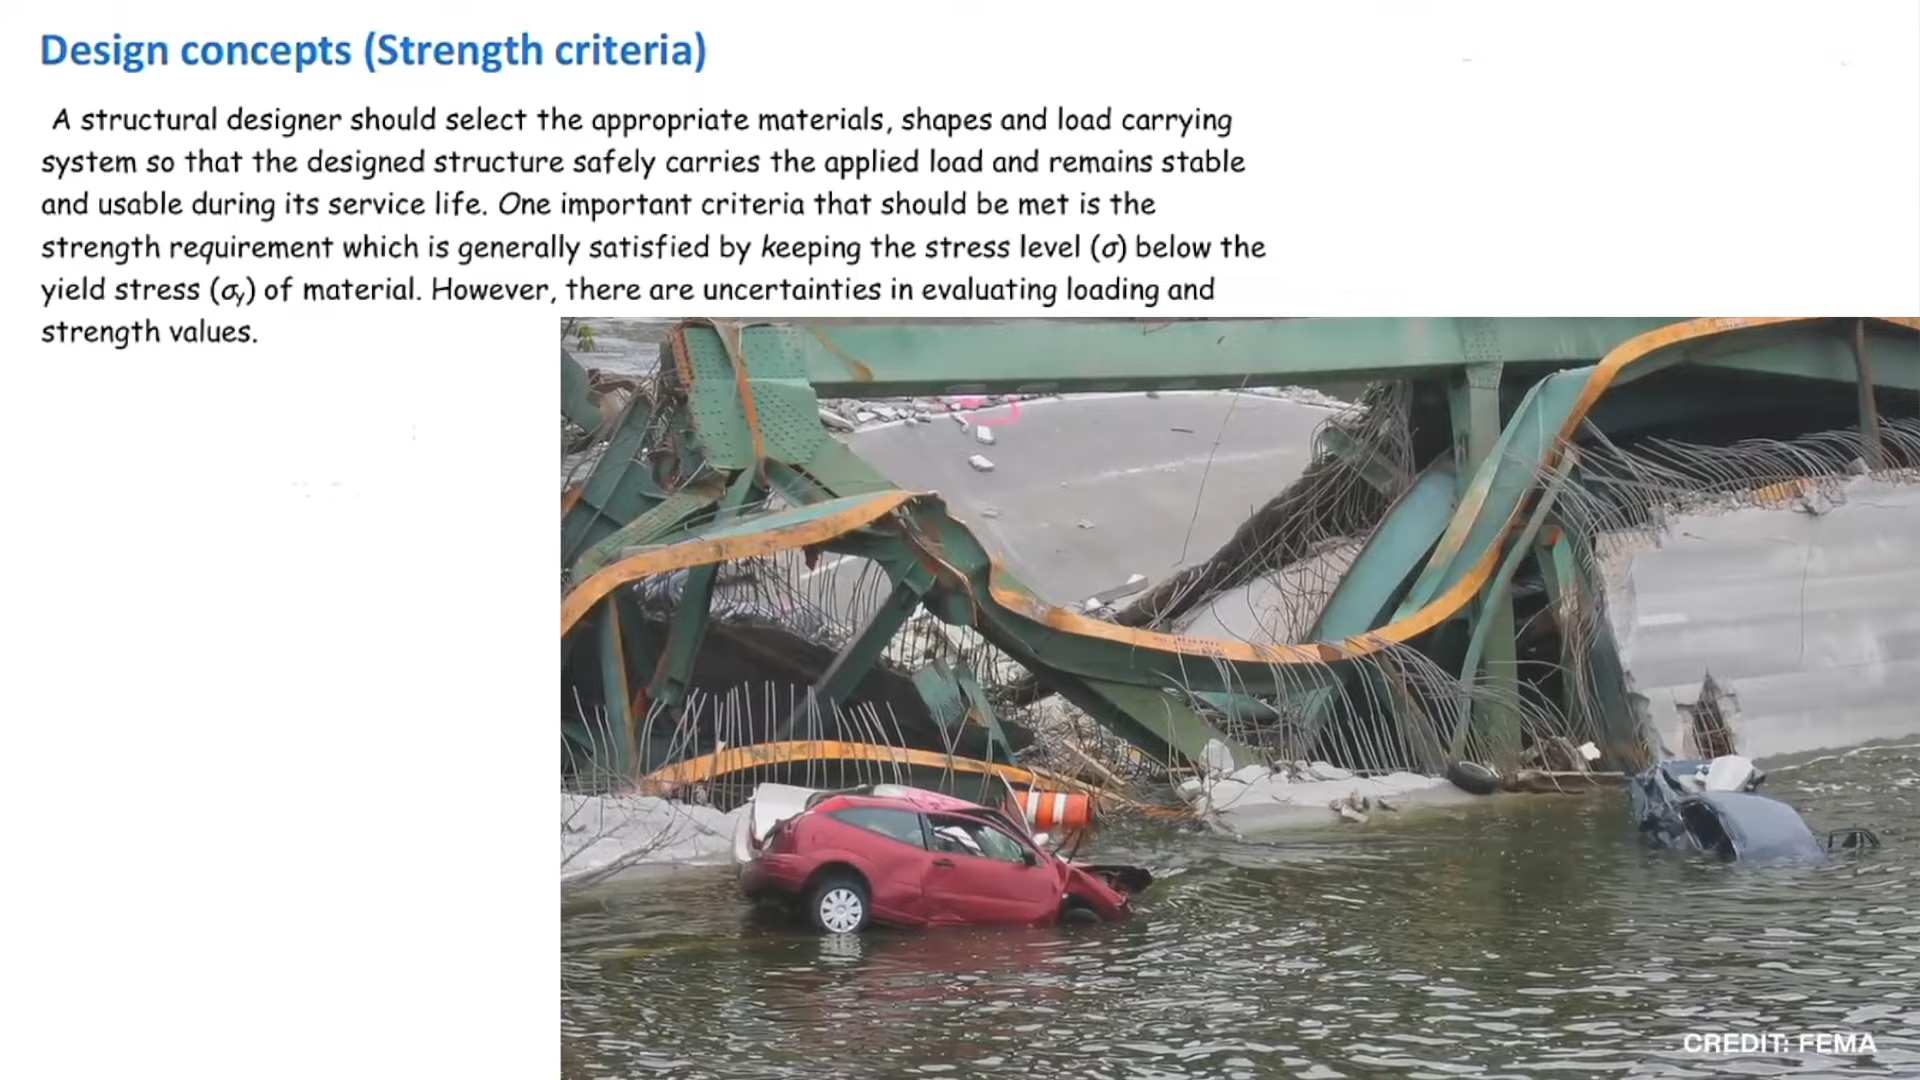 Design concepts (Strength criteria)
A structural designer should select the appropriate materials, shapes and load carrying
system so that the designed structure safely carries the applied load and remains stable
and usable during its service life. One important criteria that should be met is the
strength requirement which is generally satisfied by keeping the stress level (σ) below the
yield stress (σy) of material. However, there are uncertainties in evaluating loading and
strength values.
CREDIT: FEMA